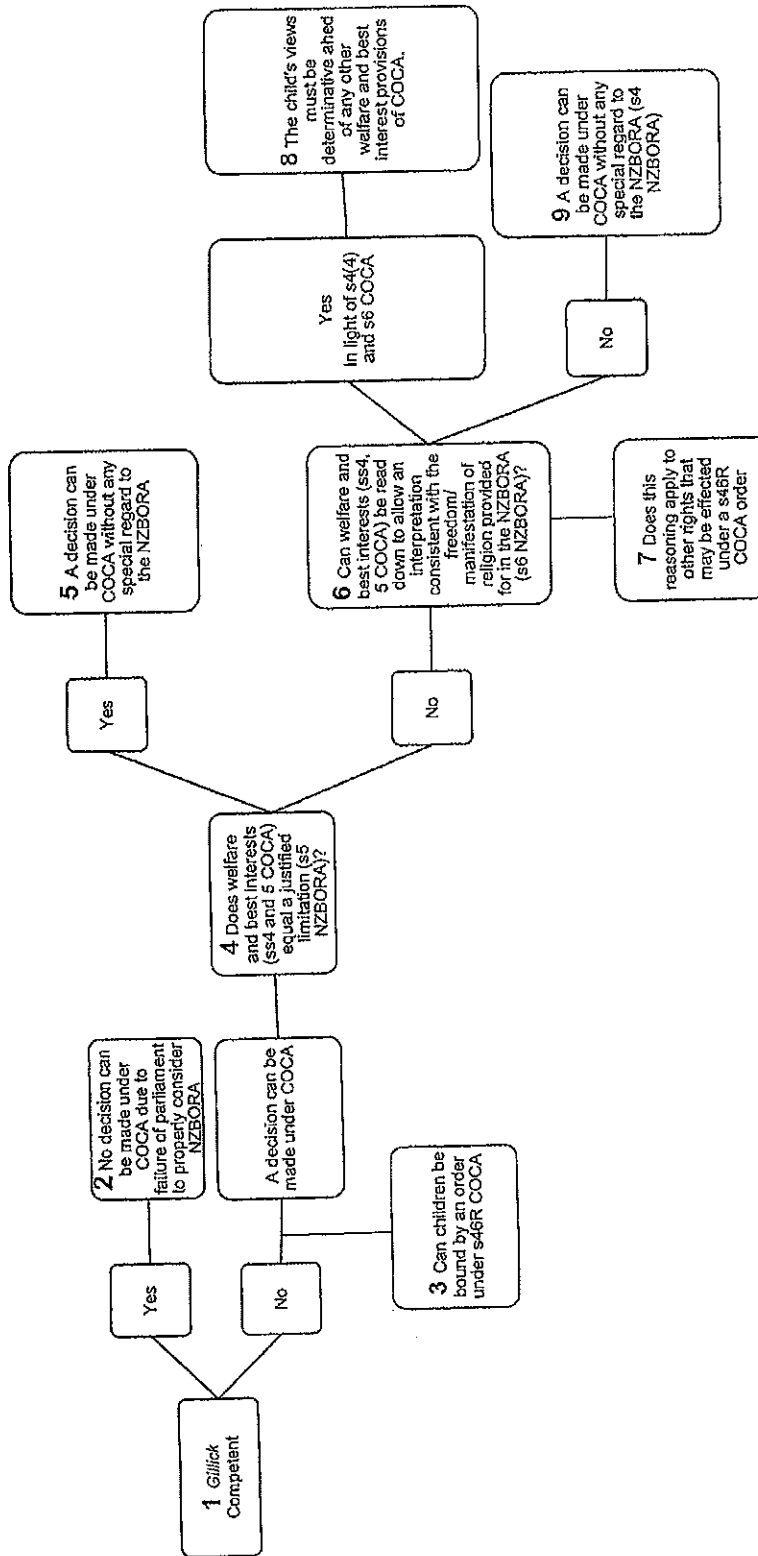 1 Gillick
Competent
Yes
No
2 No decision can
be made under
COCA due to
failure of parliament
to properly consider
NZBORA
A decision can be
made under COCA
3 Can children be
bound by an order
under s46R COCA
4 Does welfare
and best interests
(ss4 and 5 COCA)
equal a justified
limitation (s5
NZBORA)?
Yes
No
5 A decision can
be made under
COCA without any
special regard to
the NZBORA
6 Can welfare and
best interests (ss4,
5 COCA) be read
down to allow an
interpretation
consistent with the
freedom/
manifestation of
religion provided
for in the NZBORA
(s6 NZBORA)?
7 Does this
reasoning apply to
other rights that
may be effected
under a s46R
COCA order
Yes
In light of s4(4)
and s6 COCA
No
8 The child's views
must be
determinative ahed
of any other
welfare and best
interest provisions
of COCA.
9 A decision can
be made under
COCA without any
special regard to
the NZBORA (s4
NZBORA)